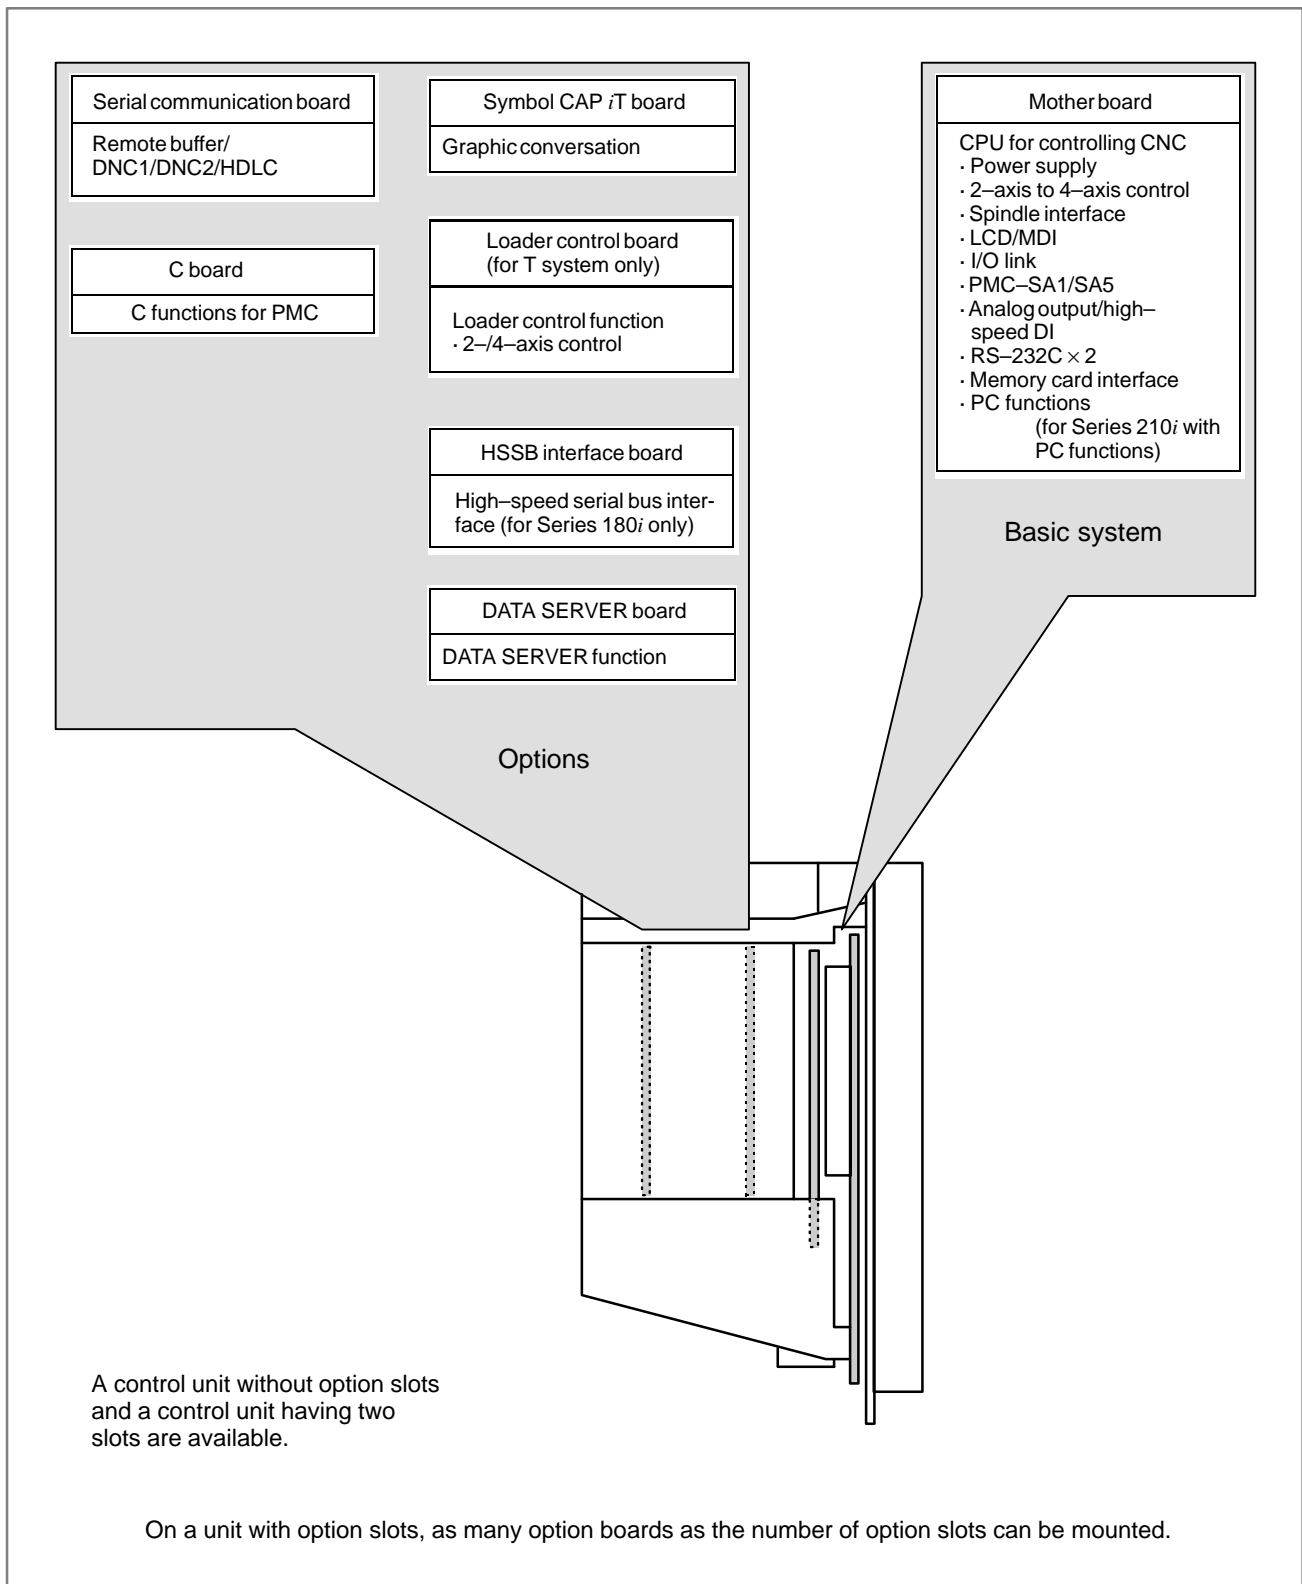 Serial communication board
Remote buffer/
DNC1/DNC2/HDLC
C board
C functions for PMC
Symbol CAP iT board
Graphic conversation
Loader control board
(for T system only)
Loader control function
· 2–/4–axis control
HSSB interface board
High–speed serial bus inter-
face (for Series 180i only)
DATA SERVER board
DATA SERVER function
Options
Mother board
CPU for controlling CNC
· Power supply
· 2–axis to 4–axis control
· Spindle interface
· LCD/MDI
· I/O link
· PMC–SA1/SA5
· Analog output/high–
speed DI
· RS–232C × 2
· Memory card interface
· PC functions
(for Series 210i with
PC functions)
Basic system
A control unit without option slots
and a control unit having two
slots are available.
On a unit with option slots, as many option boards as the number of option slots can be mounted.